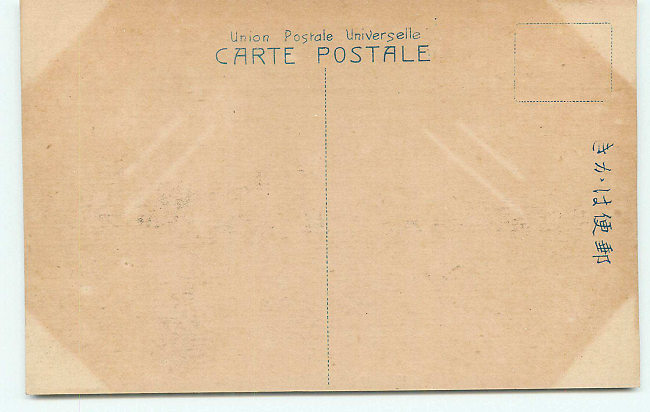 Union Postale Universelle
CARTE POSTALE
郵便はがき